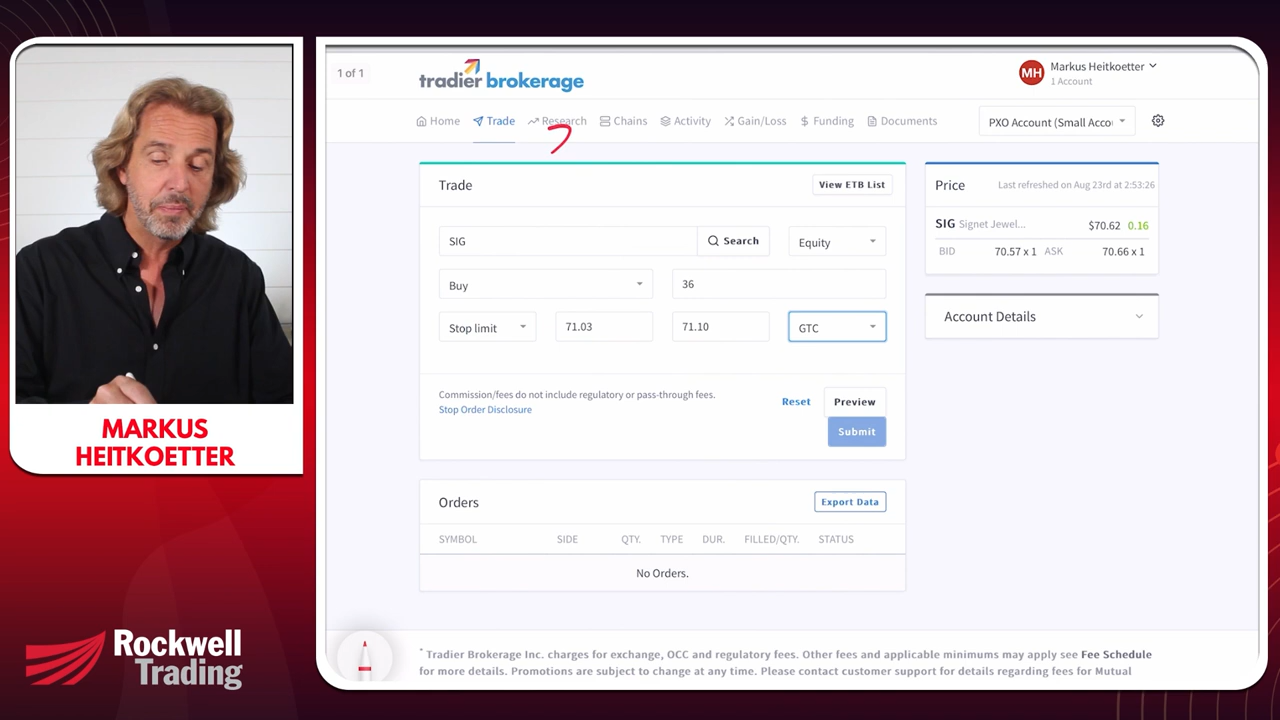 MARKUS
HEITKOETTER
Rockwell
Trading
1 of 1
tradier brokerage
MH
Markus Heitkoetter
1 Account
Home Trade Research Chains Activity Gain/Loss $ Funding Documents
PXO Account (Small Acco
Trade
View ETB List
SIG
Search
Equity
Buy
36
Stop limit
71.03
71.10
GTC
Commission/fees do not include regulatory or pass-through fees.
Stop Order Disclosure
Reset
Preview
Submit
Price
Last refreshed on Aug 23rd at 2:53:26
SIG Signet Jewel... $70.62 0.16
BID 70.57 x 1 ASK 70.66 x 1
Account Details
Orders
Export Data
SYMBOL SIDE QTY. TYPE DUR. FILLED/QTY. STATUS
No Orders.
* Tradier Brokerage Inc. charges for exchange, OCC and regulatory fees. Other fees and applicable minimums may apply see Fee Schedule
for more details. Promotions are subject to change at any time. Please contact customer support for details regarding fees for Mutual